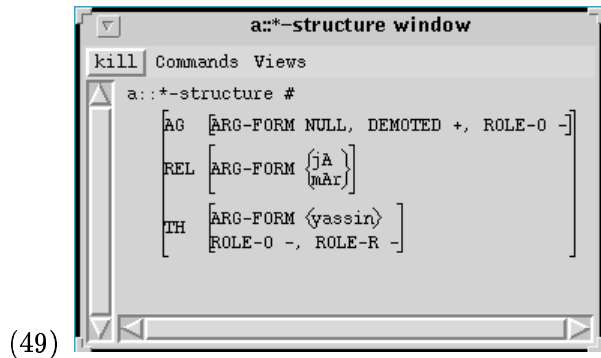 a::*-structure window
kill Commands Views
a::*-structure #
AG [ARG-FORM NULL, DEMOTED +, ROLE-O -]
REL [ARG-FORM {jA
mAr}]
TH [ARG-FORM {yassin}
ROLE-O -, ROLE-R -]
(49)